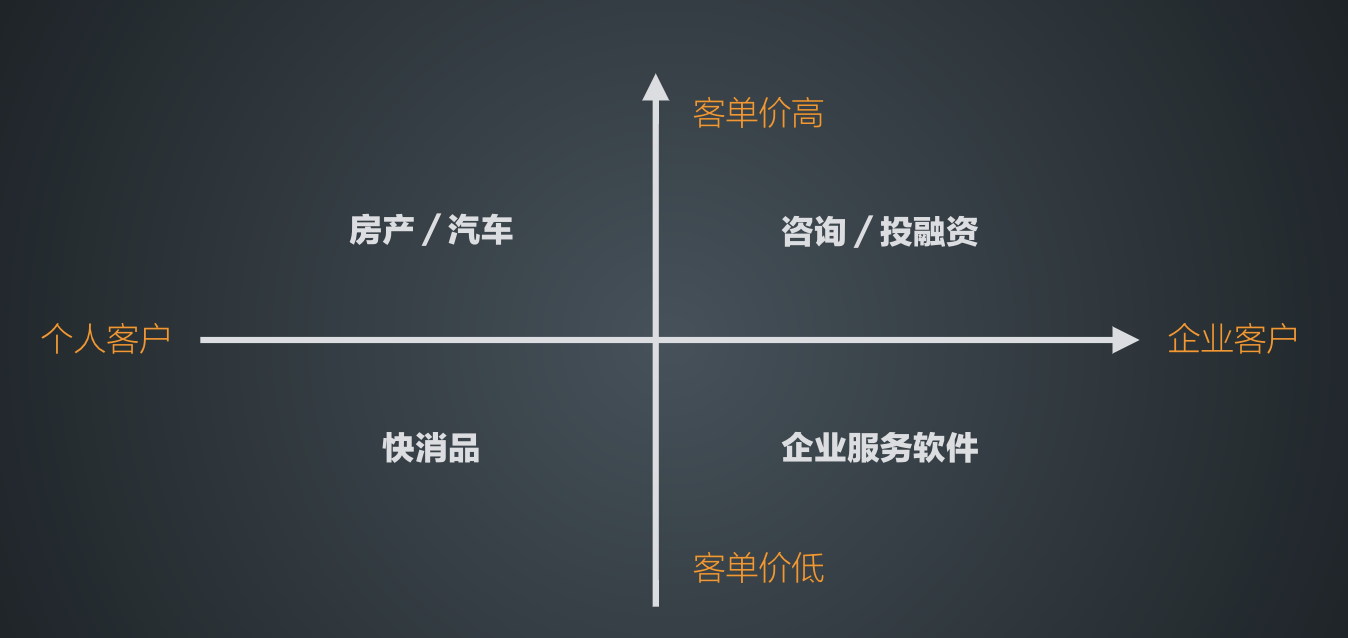 客单价高
房产 / 汽车
咨询 / 投融资
个人客户
企业客户
快消品
企业服务软件
客单价低